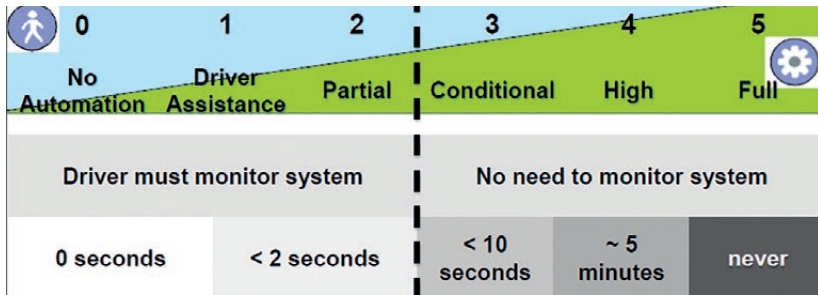 0 1 2 3 4 5
No Automation Driver Assistance Partial Conditional High Full
Driver must monitor system No need to monitor system
0 seconds < 2 seconds < 10 seconds ~ 5 minutes never